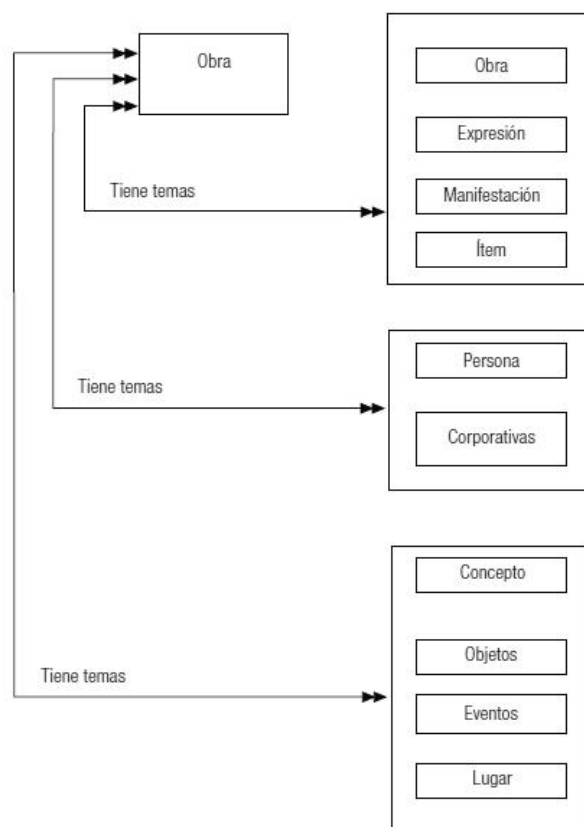 Obra
Obra
Expresión
Tiene temas
Manifestación
Ítem
Persona
Tiene temas
Corporativas
Concepto
Objetos
Tiene temas
Eventos
Lugar